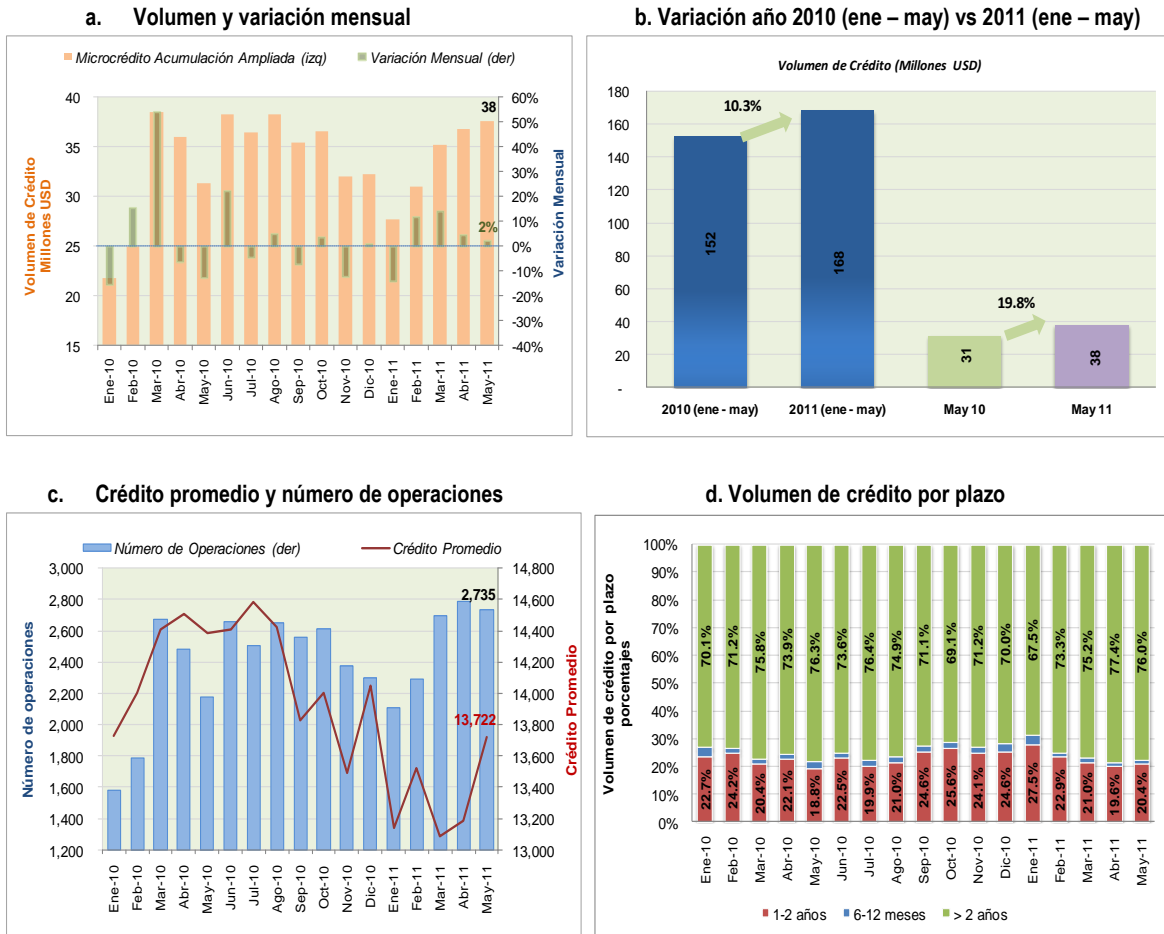 a. Volumen y variación mensual
Microcrédito Acumulación Ampliada (izq) Variación Mensual (der)
Volumen de Crédito
Millones USD
40
35
30
25
20
15
60%
50%
40%
30%
20%
10%
0%
-10%
-20%
-30%
-40%
Variación Mensual
38
2%
Ene-10 Feb-10 Mar-10 Abr-10 May-10 Jun-10 Jul-10 Ago-10 Sep-10 Oct-10 Nov-10 Dic-10 Ene-11 Feb-11 Mar-11 Abr-11 May-11
b. Variación año 2010 (ene – may) vs 2011 (ene – may)
Volumen de Crédito (Millones USD)
180
160
140
120
100
80
60
40
20
-
10.3%
19.8%
152 168 31 38
2010 (ene - may) 2011 (ene - may) May 10 May 11
c. Crédito promedio y número de operaciones
Número de Operaciones (der) Crédito Promedio
Número de operaciones
3,000
2,800
2,600
2,400
2,200
2,000
1,800
1,600
1,400
1,200
14,800
14,600
14,400
14,200
14,000
13,800
13,600
13,400
13,200
13,000
Crédito Promedio
2,735
13,722
Ene-10 Feb-10 Mar-10 Abr-10 May-10 Jun-10 Jul-10 Ago-10 Sep-10 Oct-10 Nov-10 Dic-10 Ene-11 Feb-11 Mar-11 Abr-11 May-11
d. Volumen de crédito por plazo
Volumen de crédito por plazo
porcentajes
100%
90%
80%
70%
60%
50%
40%
30%
20%
10%
0%
70.1% 71.2% 75.8% 73.9% 76.3% 73.6% 76.4% 74.9% 71.1% 69.1% 71.2% 70.0% 67.5% 73.3% 75.2% 77.4% 76.0%
22.7% 24.2% 20.4% 22.1% 18.8% 22.5% 19.9% 21.0% 24.6% 25.6% 24.1% 24.6% 27.5% 22.9% 21.0% 19.6% 20.4%
Ene-10 Feb-10 Mar-10 Abr-10 May-10 Jun-10 Jul-10 Ago-10 Sep-10 Oct-10 Nov-10 Dic-10 Ene-11 Feb-11 Mar-11 Abr-11 May-11
1-2 años 6-12 meses > 2 años